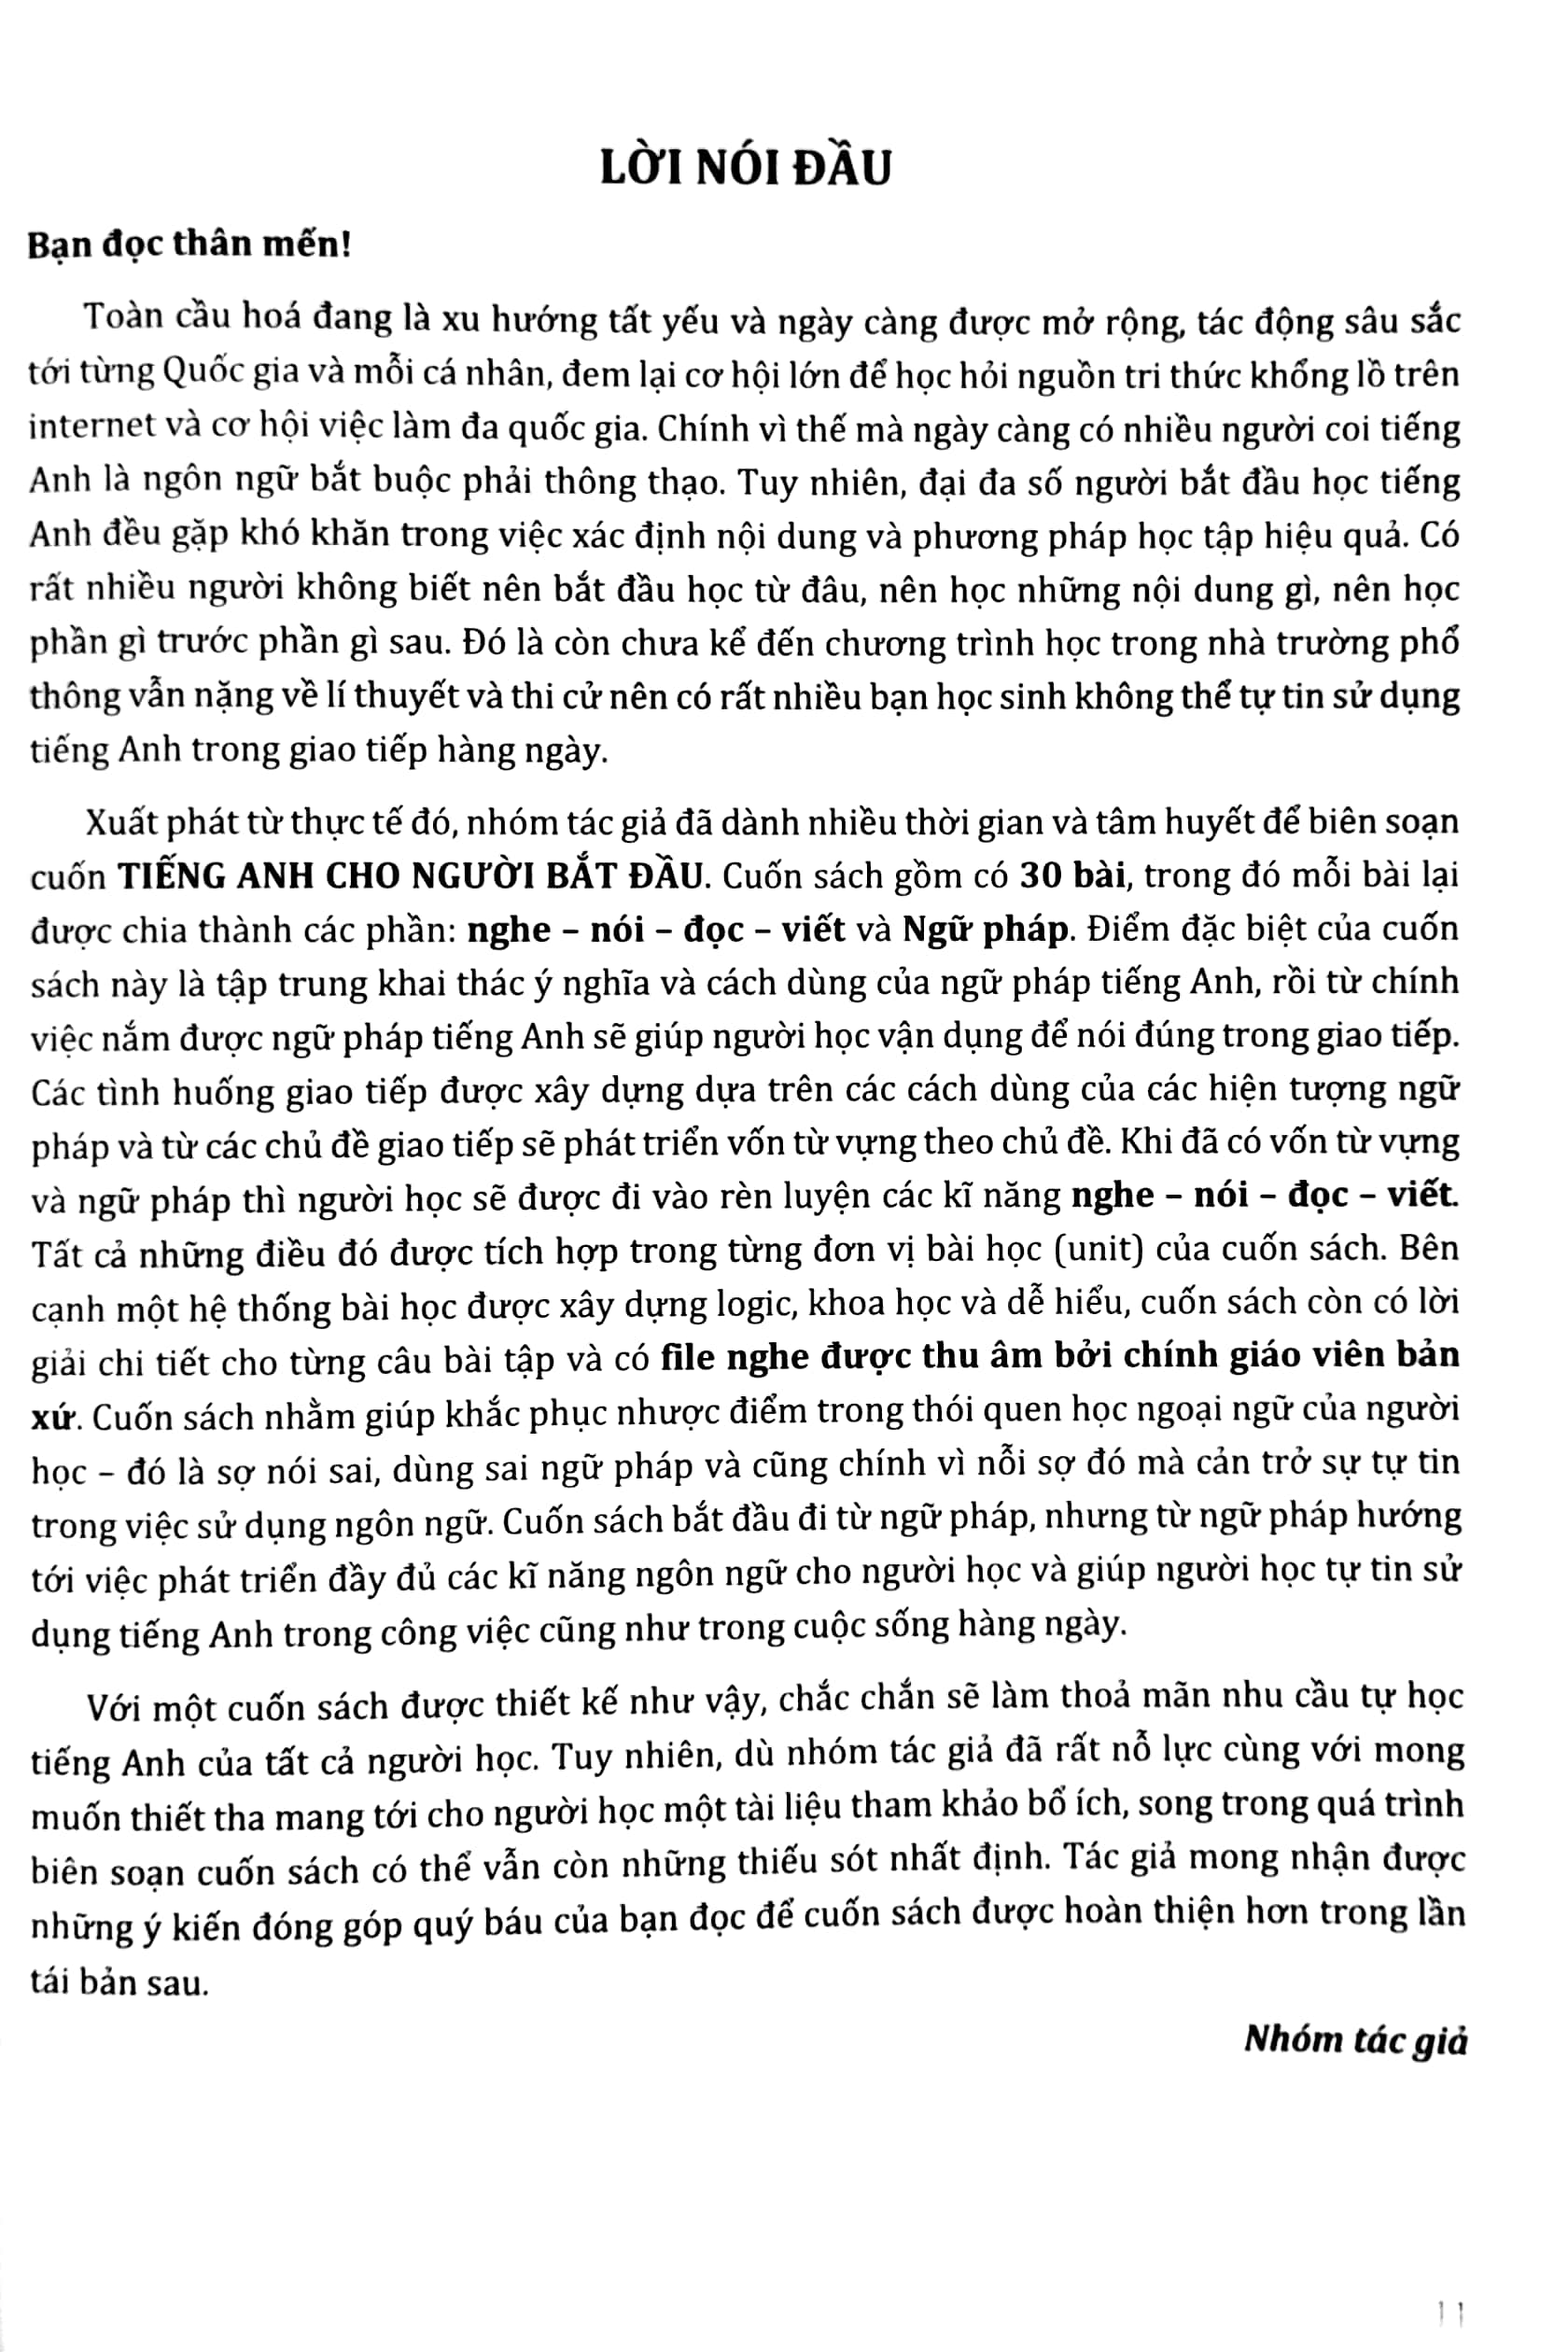 LỜI NÓI ĐẦU
Bạn đọc thân mến!
Toàn cầu hoá đang là xu hướng tất yếu và ngày càng được mở rộng, tác động sâu sắc
tới từng Quốc gia và mỗi cá nhân, đem lại cơ hội lớn để học hỏi nguồn tri thức khổng lồ trên
internet và cơ hội việc làm đa quốc gia. Chính vì thế mà ngày càng có nhiều người coi tiếng
Anh là ngôn ngữ bắt buộc phải thông thạo. Tuy nhiên, đại đa số người bắt đầu học tiếng
Anh đều gặp khó khăn trong việc xác định nội dung và phương pháp học tập hiệu quả. Có
rất nhiều người không biết nên bắt đầu học từ đâu, nên học những nội dung gì, nên học
phần gì trước phần gì sau. Đó là còn chưa kể đến chương trình học trong nhà trường phổ
thông vẫn nặng về lí thuyết và thi cử nên có rất nhiều bạn học sinh không thể tự tin sử dụng
tiếng Anh trong giao tiếp hàng ngày.
Xuất phát từ thực tế đó, nhóm tác giả đã dành nhiều thời gian và tâm huyết để biên soạn
cuốn TIẾNG ANH CHO NGƯỜI BẮT ĐẦU. Cuốn sách gồm có 30 bài, trong đó mỗi bài lại
được chia thành các phần: nghe – nói – đọc – viết và Ngữ pháp. Điểm đặc biệt của cuốn
sách này là tập trung khai thác ý nghĩa và cách dùng của ngữ pháp tiếng Anh, rồi từ chính
việc nắm được ngữ pháp tiếng Anh sẽ giúp người học vận dụng để nói đúng trong giao tiếp.
Các tình huống giao tiếp được xây dựng dựa trên các cách dùng của các hiện tượng ngữ
pháp và từ các chủ đề giao tiếp sẽ phát triển vốn từ vựng theo chủ đề. Khi đã có vốn từ vựng
và ngữ pháp thì người học sẽ được đi vào rèn luyện các kĩ năng nghe – nói – đọc – viết.
Tất cả những điều đó được tích hợp trong từng đơn vị bài học (unit) của cuốn sách. Bên
cạnh một hệ thống bài học được xây dựng logic, khoa học và dễ hiểu, cuốn sách còn có lời
giải chi tiết cho từng câu bài tập và có file nghe được thu âm bởi chính giáo viên bản
xứ. Cuốn sách nhằm giúp khắc phục nhược điểm trong thói quen học ngoại ngữ của người
học – đó là sợ nói sai, dùng sai ngữ pháp và cũng chính vì nỗi sợ đó mà cản trở sự tự tin
trong việc sử dụng ngôn ngữ. Cuốn sách bắt đầu đi từ ngữ pháp, nhưng từ ngữ pháp hướng
tới việc phát triển đầy đủ các kĩ năng ngôn ngữ cho người học và giúp người học tự tin sử
dụng tiếng Anh trong công việc cũng như trong cuộc sống hàng ngày.
Với một cuốn sách được thiết kế như vậy, chắc chắn sẽ làm thoả mãn nhu cầu tự học
tiếng Anh của tất cả người học. Tuy nhiên, dù nhóm tác giả đã rất nỗ lực cùng với mong
muốn thiết tha mang tới cho người học một tài liệu tham khảo bổ ích, song trong quá trình
biên soạn cuốn sách có thể vẫn còn những thiếu sót nhất định. Tác giả mong nhận được
những ý kiến đóng góp quý báu của bạn đọc để cuốn sách được hoàn thiện hơn trong lần
tái bản sau.
Nhóm tác giả
11